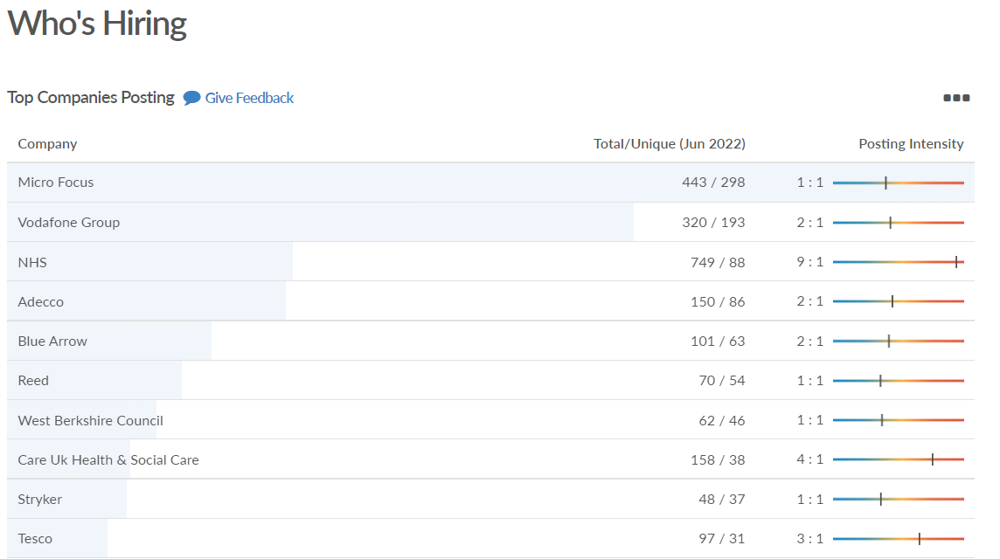 Who's Hiring
Top Companies Posting Give Feedback
Company Total/Unique (Jun 2022) Posting Intensity
Micro Focus 443 / 298 1 : 1
Vodafone Group 320 / 193 2 : 1
NHS 749 / 88 9 : 1
Adecco 150 / 86 2 : 1
Blue Arrow 101 / 63 2 : 1
Reed 70 / 54 1 : 1
West Berkshire Council 62 / 46 1 : 1
Care Uk Health & Social Care 158 / 38 4 : 1
Stryker 48 / 37 1 : 1
Tesco 97 / 31 3 : 1